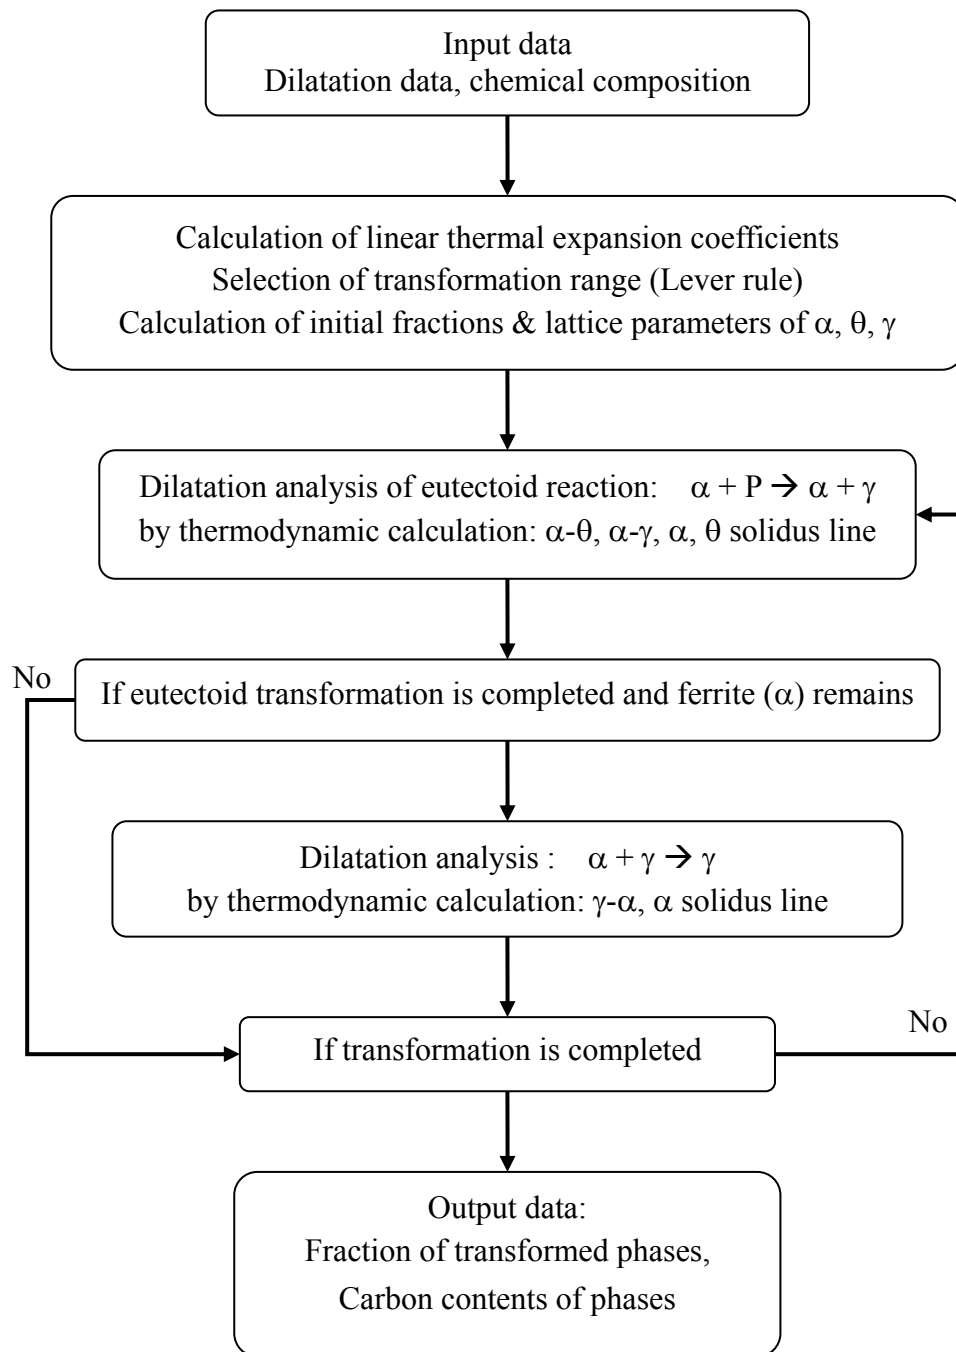 Input data
Dilatation data, chemical composition
Calculation of linear thermal expansion coefficients
Selection of transformation range (Lever rule)
Calculation of initial fractions & lattice parameters of α, θ, γ
Dilatation analysis of eutectoid reaction: α + P → α + γ
by thermodynamic calculation: α-θ, α-γ, α, θ solidus line
No
If eutectoid transformation is completed and ferrite (α) remains
Dilatation analysis : α + γ → γ
by thermodynamic calculation: γ-α, α solidus line
No
If transformation is completed
Output data:
Fraction of transformed phases,
Carbon contents of phases